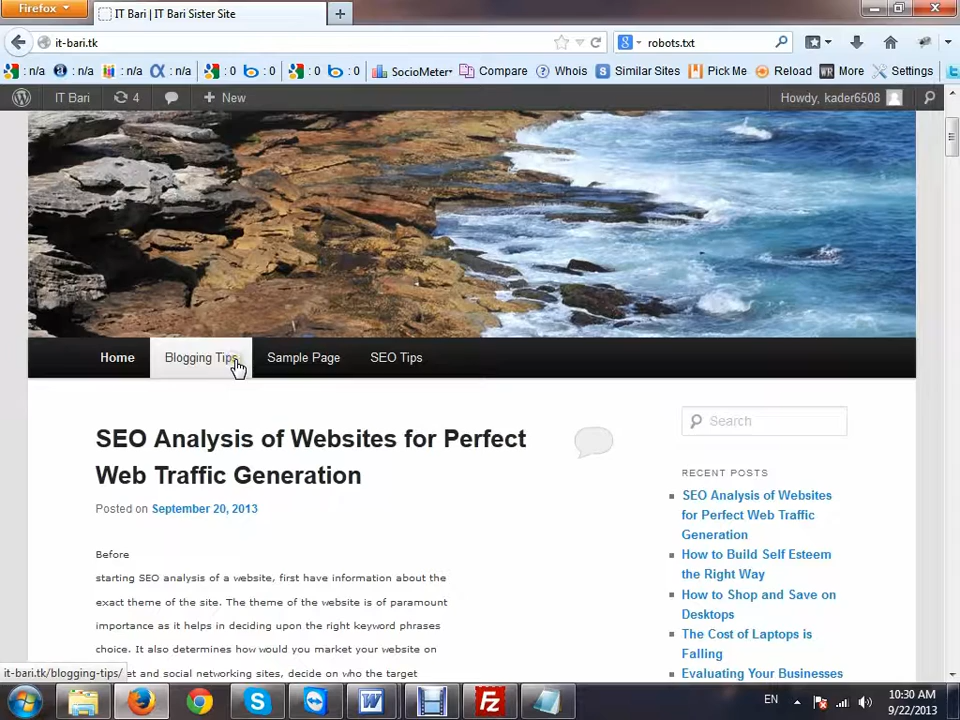 Firefox
IT Bari | IT Bari Sister Site
it-bari.tk
robots.txt
: n/a : n/a : n/a : n/a : 0 : 0 : 0 : 0 SocioMeter Compare Whois Similar Sites Pick Me Reload WR More Settings
IT Bari 4 + New Howdy, kader6508
Home Blogging Tips Sample Page SEO Tips
SEO Analysis of Websites for Perfect
Web Traffic Generation
Posted on September 20, 2013
Before
starting SEO analysis of a website, first have information about the
exact theme of the site. The theme of the website is of paramount
importance as it helps in deciding upon the right keyword phrases
choice. It also determines how would you market your website on
et and social networking sites, decide on who the target
Search
RECENT POSTS
SEO Analysis of Websites
for Perfect Web Traffic
Generation
How to Build Self Esteem
the Right Way
How to Shop and Save on
Desktops
The Cost of Laptops is
Falling
Evaluating Your Businesses
it-bari.tk/blogging-tips/
EN
10:30 AM
9/22/2013